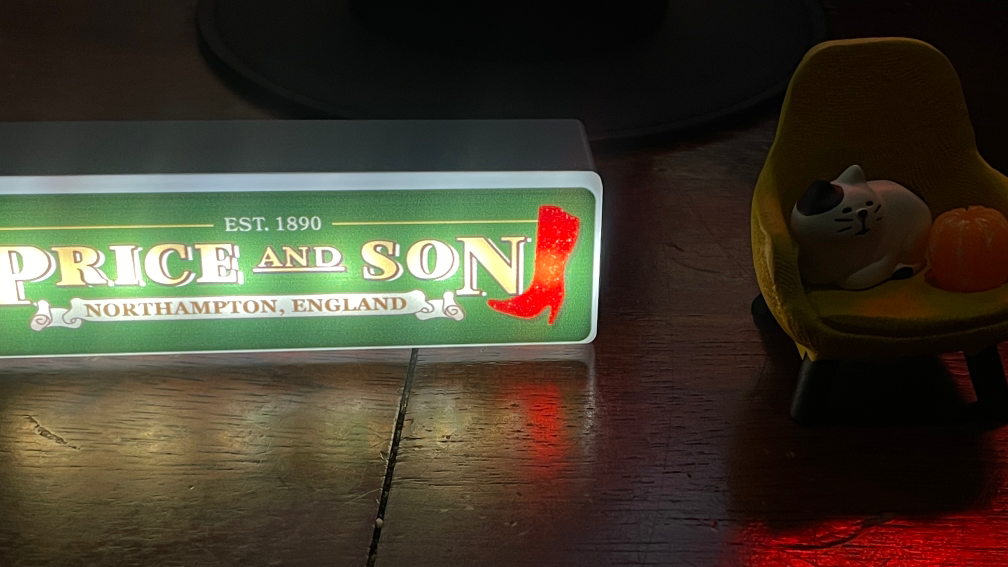 EST. 1890
PRICE AND SON
NORTHAMPTON, ENGLAND